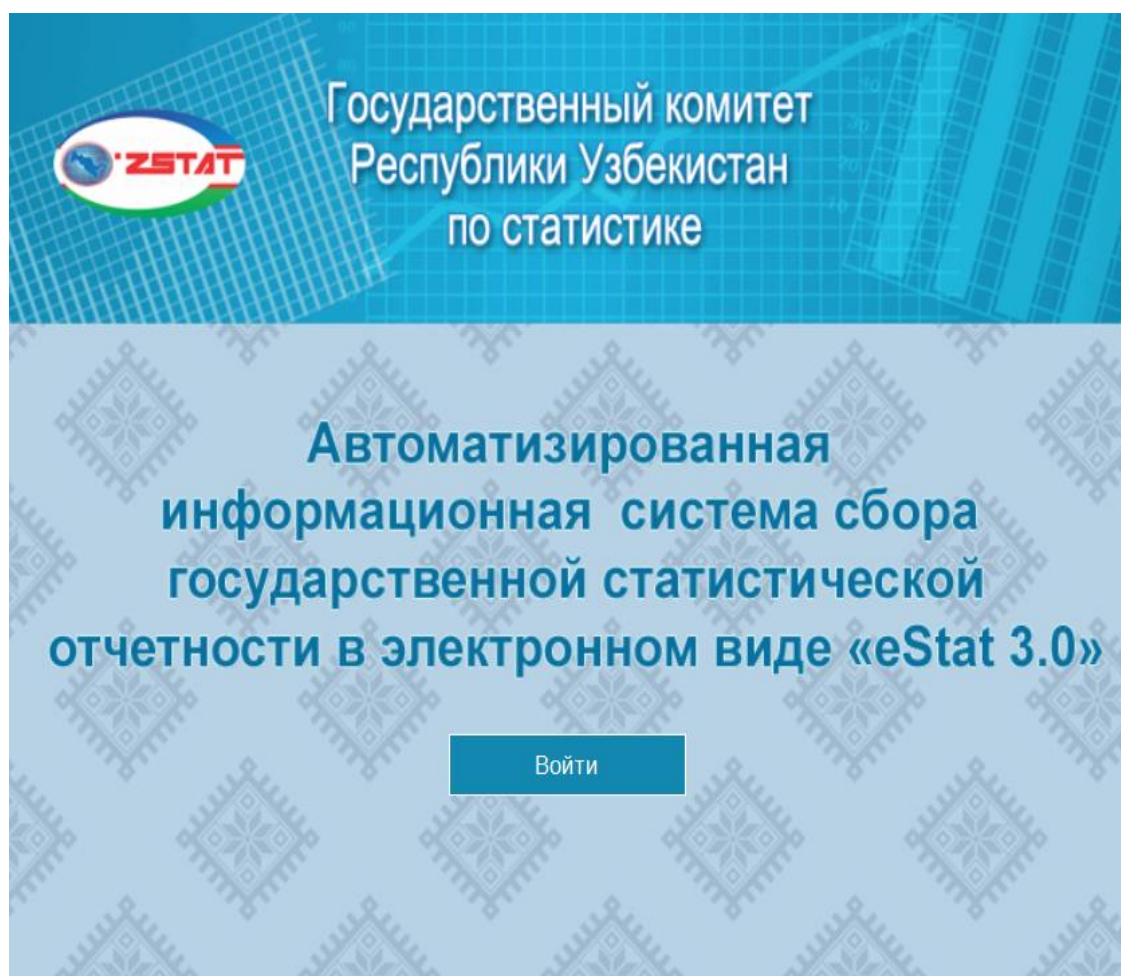 O'ZSTAT
Государственный комитет
Республики Узбекистан
по статистике
Автоматизированная
информационная система сбора
государственной статистической
отчетности в электронном виде «eStat 3.0»
Войти